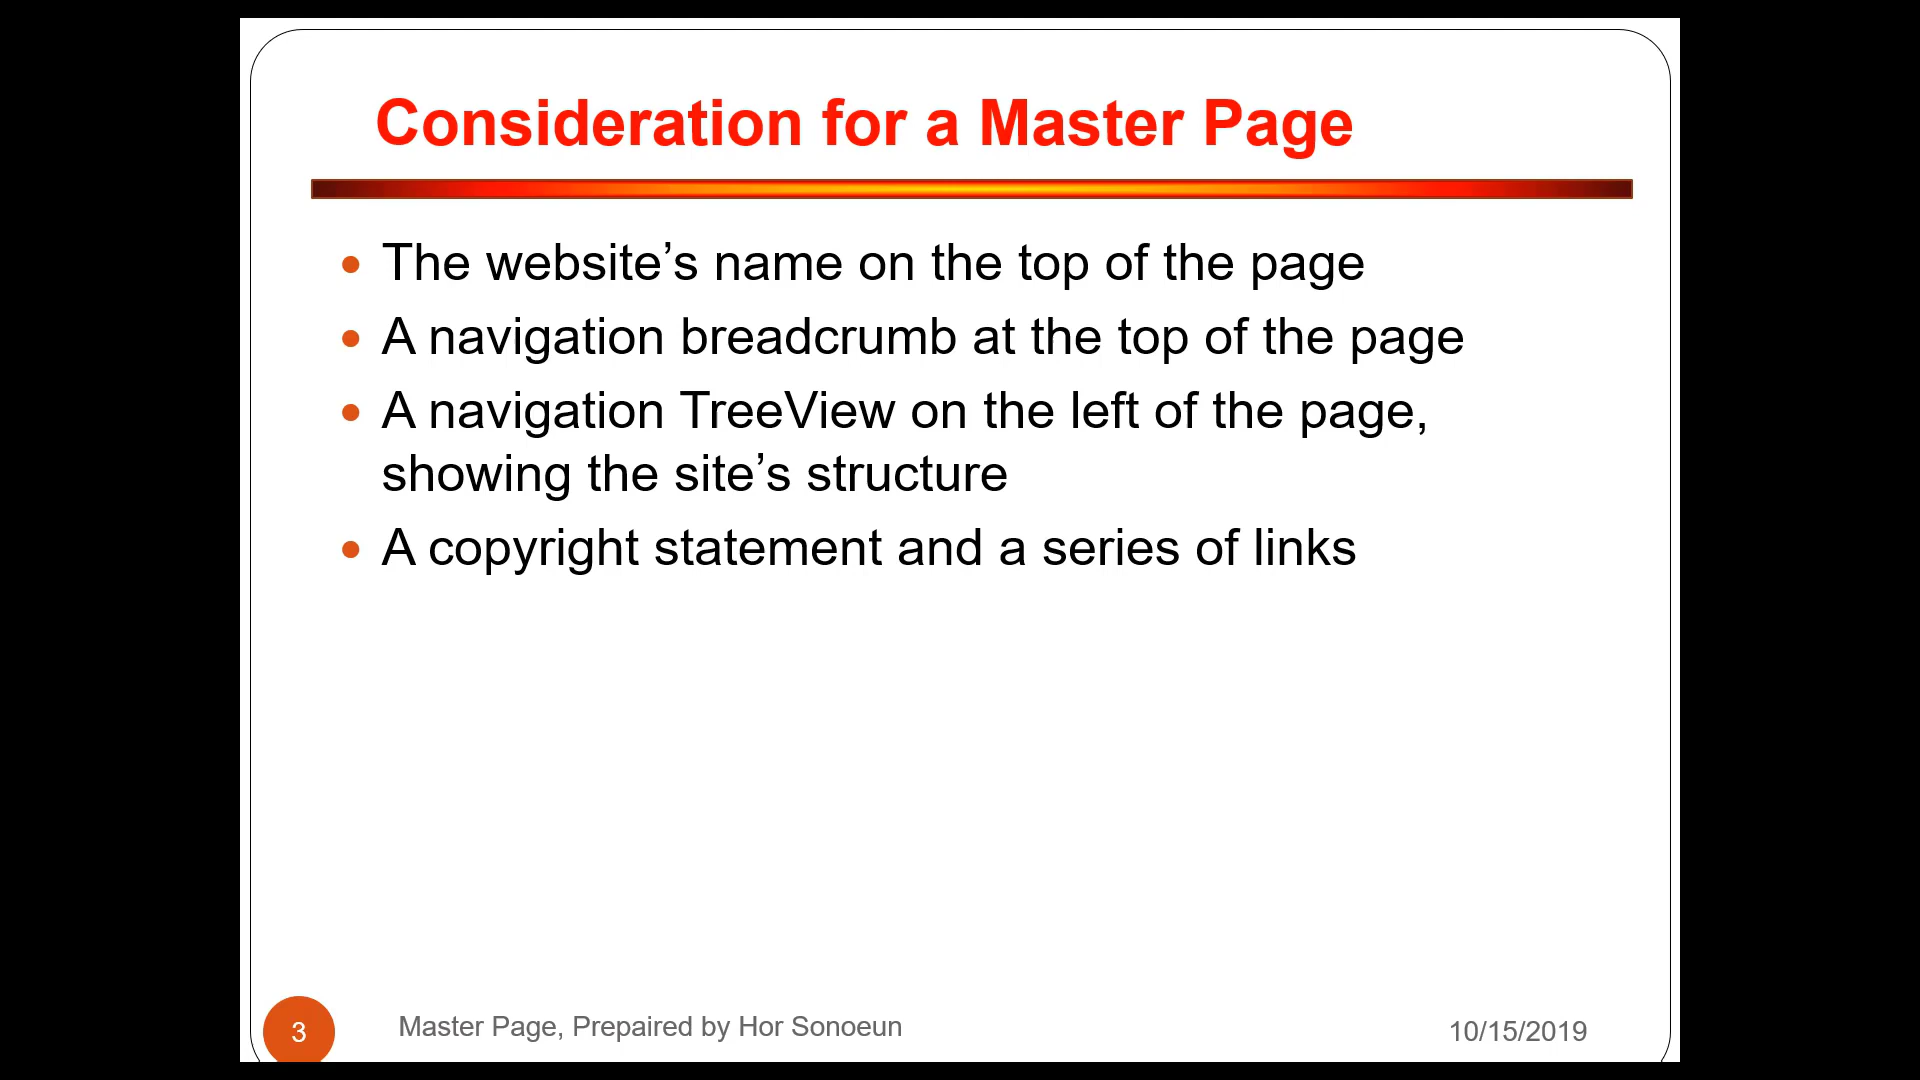 Consideration for a Master Page
• The website’s name on the top of the page
• A navigation breadcrumb at the top of the page
• A navigation TreeView on the left of the page,
showing the site’s structure
• A copyright statement and a series of links
3
Master Page, Prepaired by Hor Sonoeun
10/15/2019